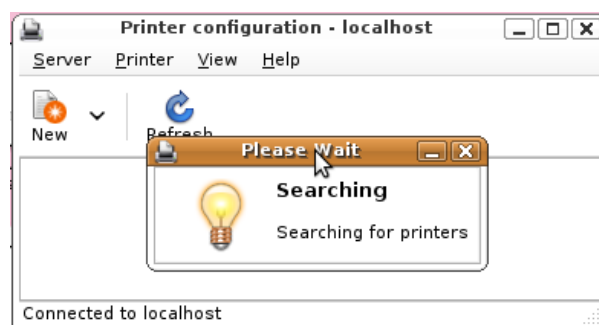 Printer configuration - localhost
Server Printer View Help
New
Refresh
Please Wait
Searching
Searching for printers
Connected to localhost